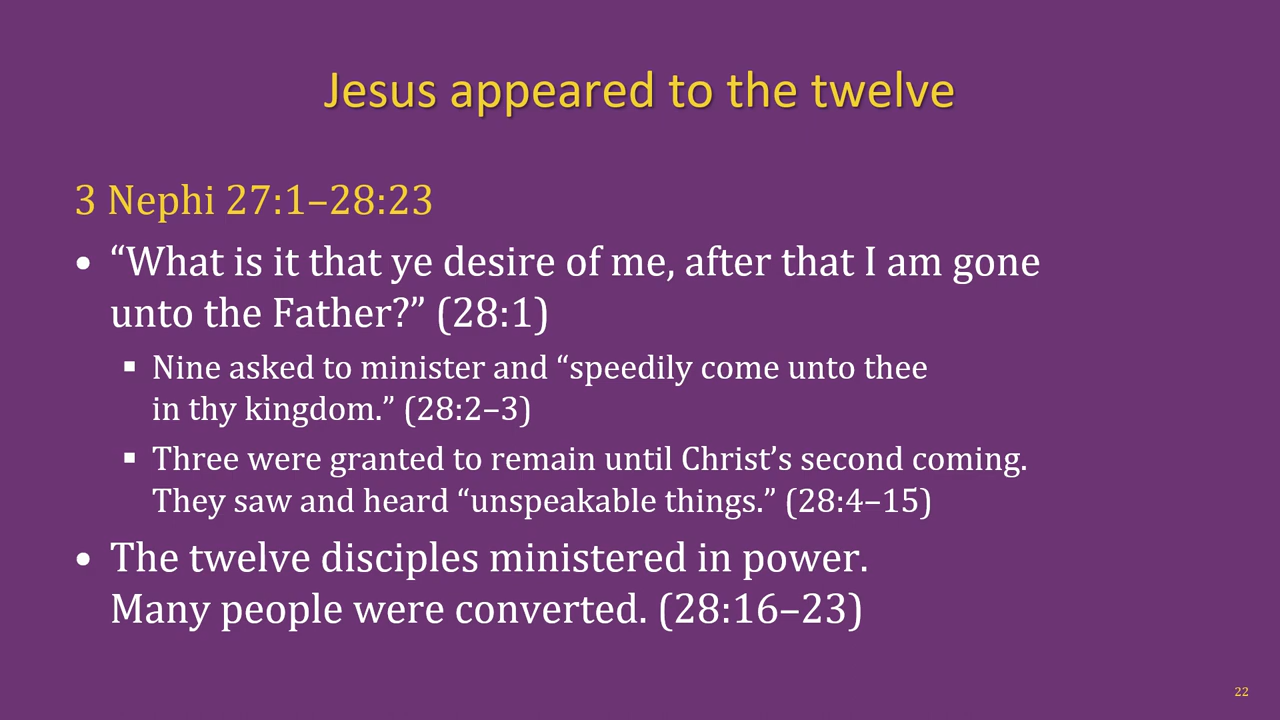 Jesus appeared to the twelve
3 Nephi 27:1–28:23
• “What is it that ye desire of me, after that I am gone
unto the Father?” (28:1)
▪ Nine asked to minister and “speedily come unto thee
in thy kingdom.” (28:2–3)
▪ Three were granted to remain until Christ’s second coming.
They saw and heard “unspeakable things.” (28:4–15)
• The twelve disciples ministered in power.
Many people were converted. (28:16–23)
22